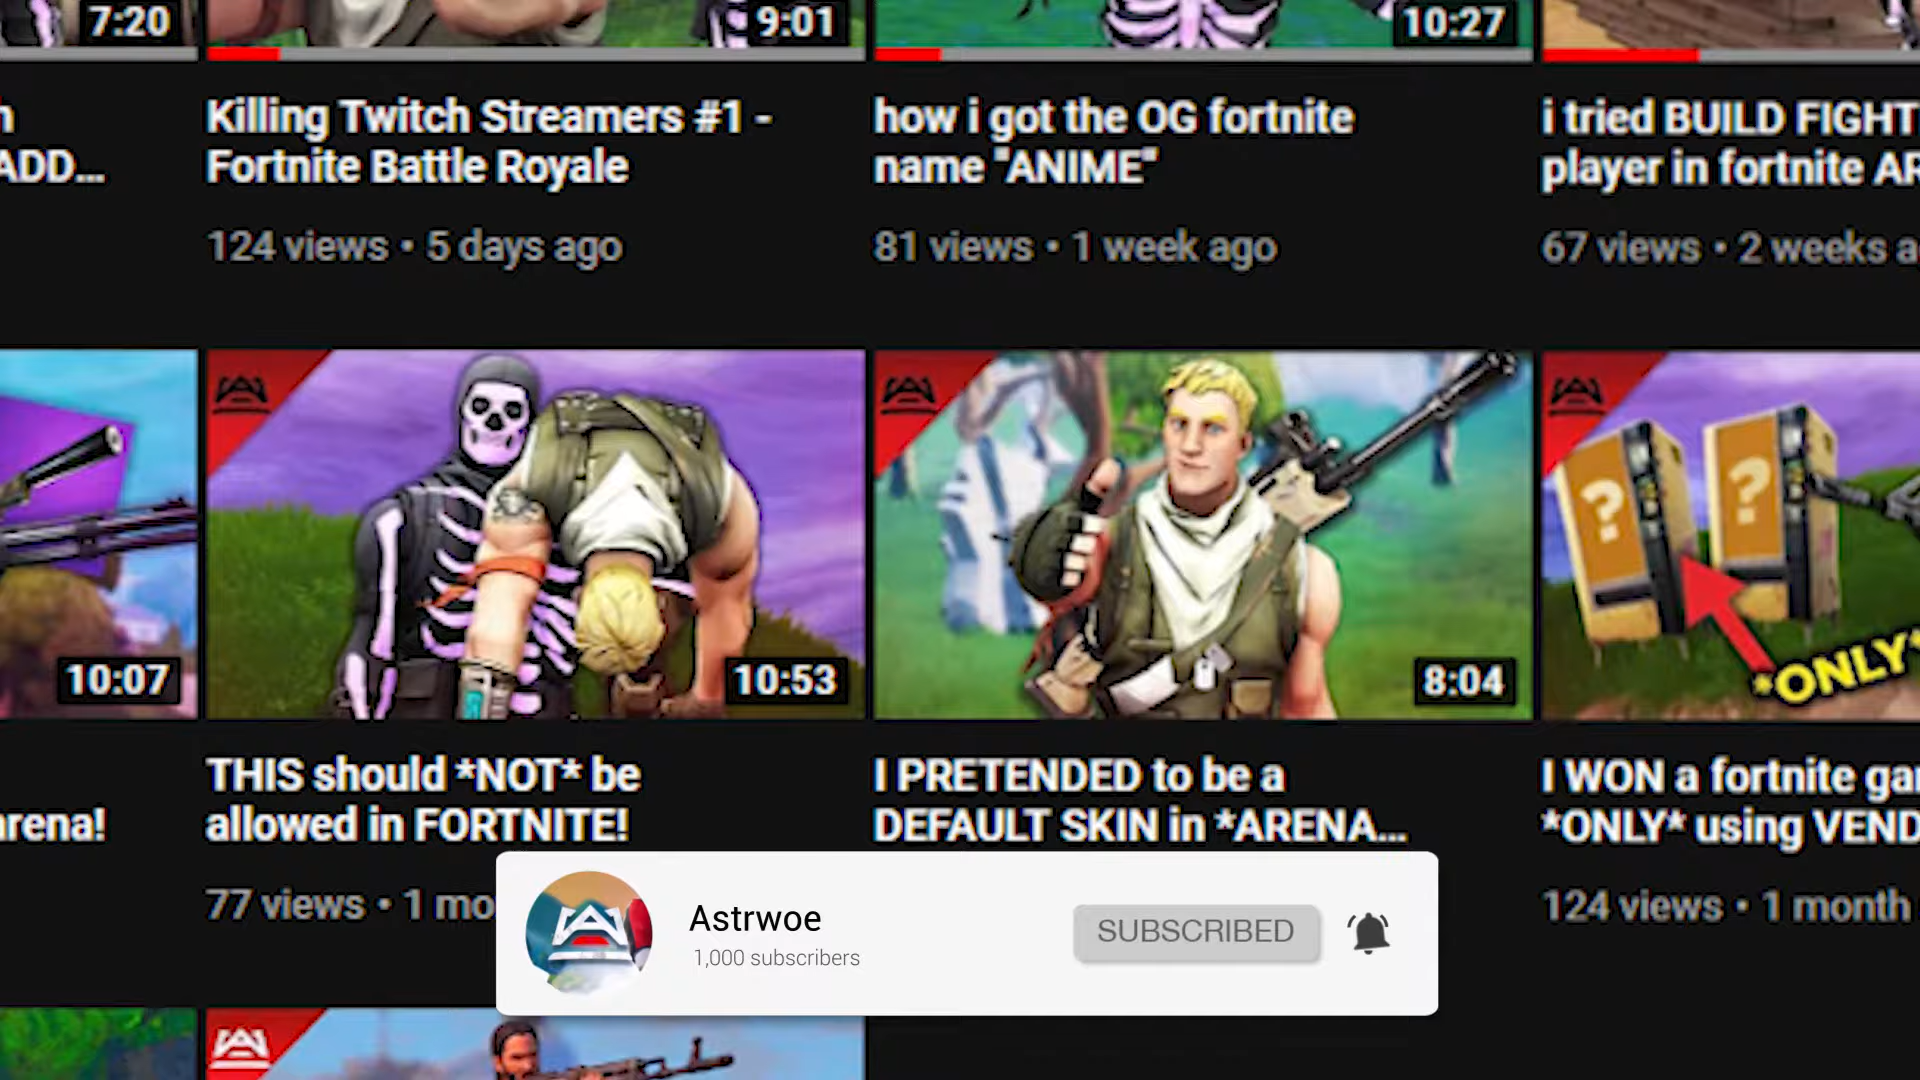 7:20
9:01
10:27
ADD...
Killing Twitch Streamers #1 -
Fortnite Battle Royale
124 views • 5 days ago
how i got the OG fortnite
name "ANIME"
81 views • 1 week ago
i tried BUILD FIGHT
player in fortnite AR
67 views • 2 weeks a
10:07
10:53
8:04
?
?
*ONLY*
arena!
THIS should *NOT* be
allowed in FORTNITE!
77 views • 1 mo
I PRETENDED to be a
DEFAULT SKIN in *ARENA...
I WON a fortnite ga
*ONLY* using VEND
124 views • 1 month
Astrwoe
1,000 subscribers
SUBSCRIBED